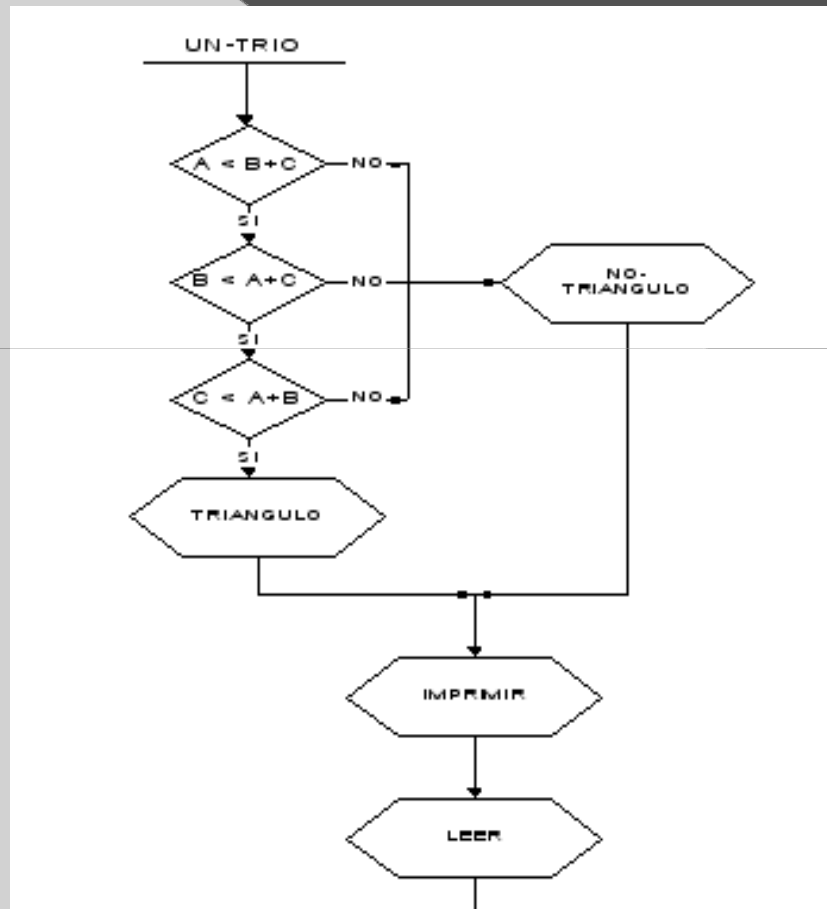 UN-TRIO
A < B+C
NO
SI
B < A+C
NO
NO-
TRIANGULO
SI
C < A+B
NO
SI
TRIANGULO
IMPRIMIR
LEER